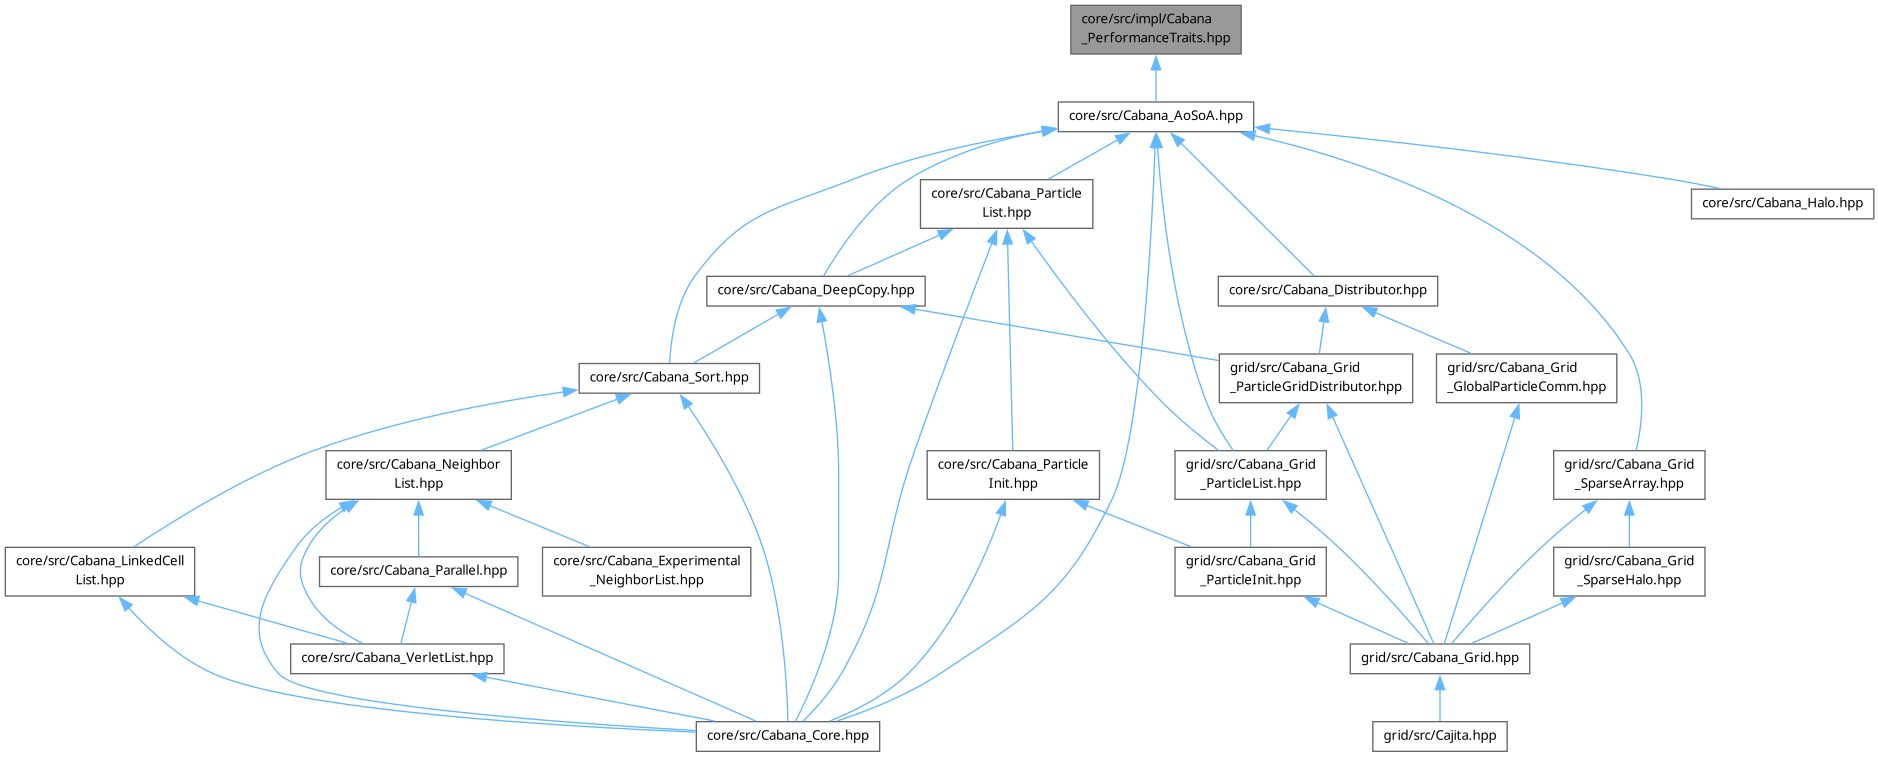 core/src/impl/Cabana
_PerformanceTraits.hpp
core/src/Cabana_AoSoA.hpp
core/src/Cabana_Particle
List.hpp
core/src/Cabana_Halo.hpp
core/src/Cabana_DeepCopy.hpp
core/src/Cabana_Distributor.hpp
core/src/Cabana_Sort.hpp
grid/src/Cabana_Grid
_ParticleGridDistributor.hpp
grid/src/Cabana_Grid
_GlobalParticleComm.hpp
core/src/Cabana_Neighbor
List.hpp
core/src/Cabana_Particle
Init.hpp
grid/src/Cabana_Grid
_ParticleList.hpp
grid/src/Cabana_Grid
_SparseArray.hpp
core/src/Cabana_LinkedCell
List.hpp
core/src/Cabana_Parallel.hpp
core/src/Cabana_Experimental
_NeighborList.hpp
grid/src/Cabana_Grid
_ParticleInit.hpp
grid/src/Cabana_Grid
_SparseHalo.hpp
core/src/Cabana_VerletList.hpp
grid/src/Cabana_Grid.hpp
core/src/Cabana_Core.hpp
grid/src/Cajita.hpp